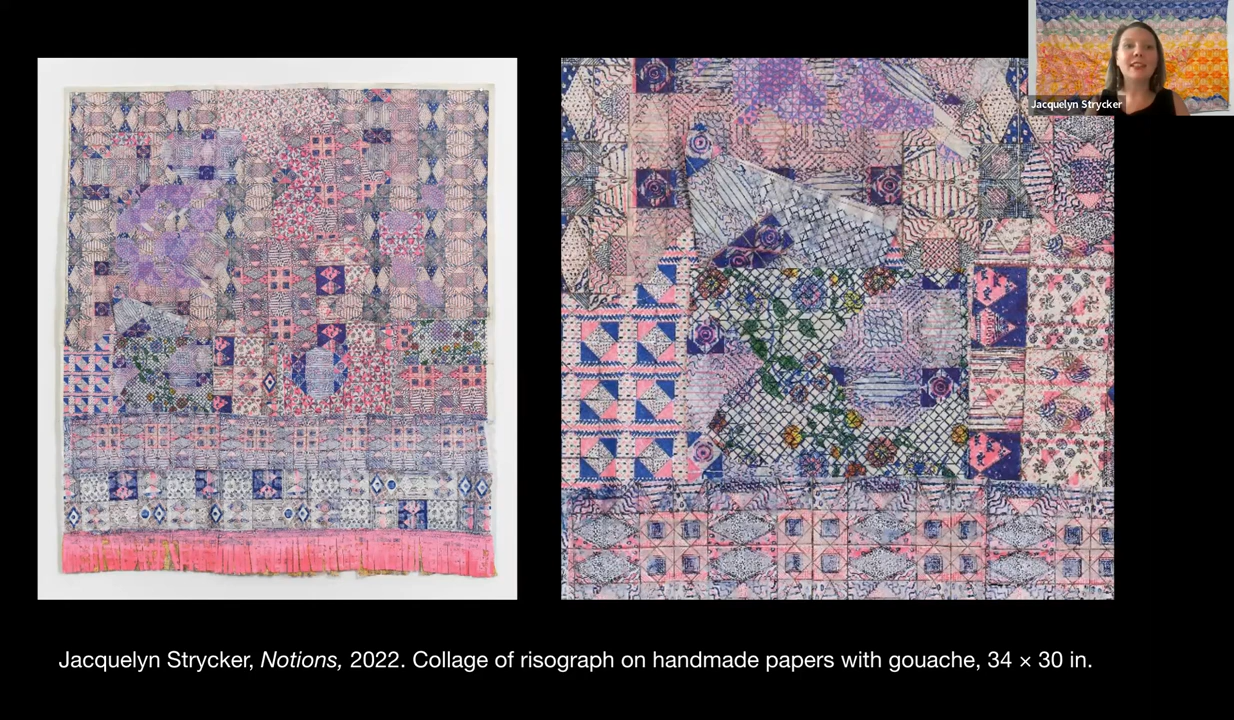 Jacquelyn Strycker
Jacquelyn Strycker, Notions, 2022. Collage of risograph on handmade papers with gouache, 34 × 30 in.